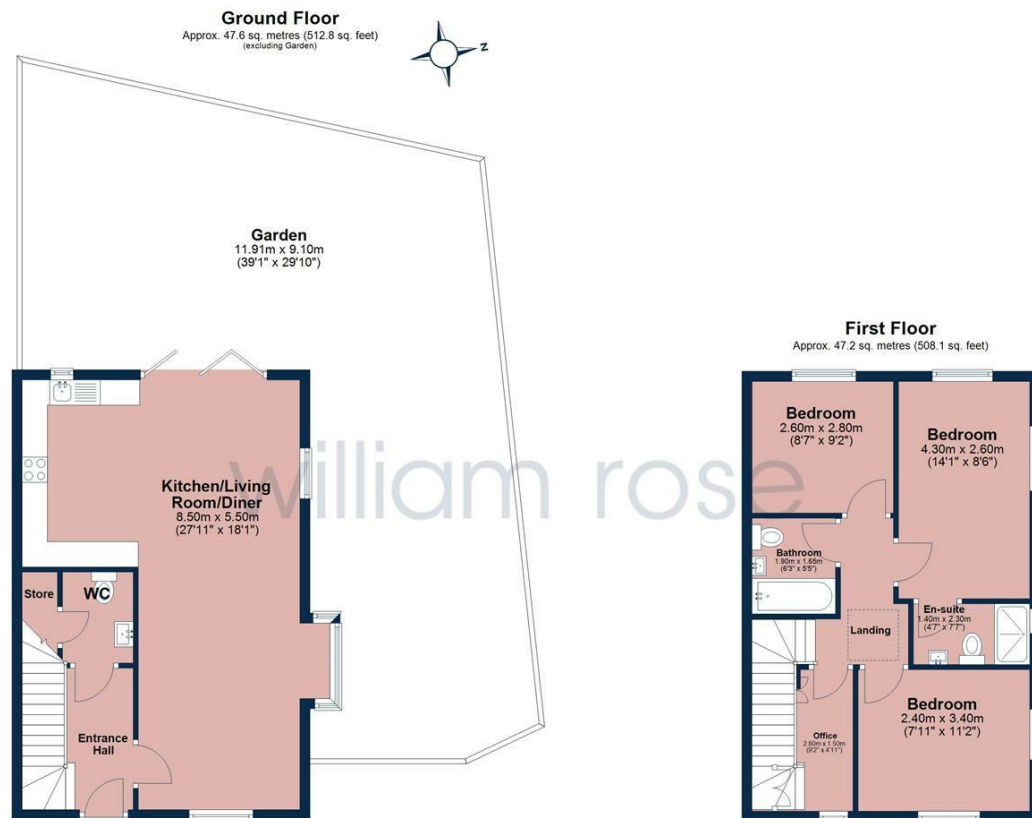 Ground Floor
Approx. 47.6 sq. metres (512.8 sq. feet)
(excluding Garden)
Z
Garden
11.91m x 9.10m
(39'1" x 29'10")
Kitchen/Living
Room/Diner
8.50m x 5.50m
(27'11" x 18'1")
Store
WC
Entrance
Hall
william rose
First Floor
Approx. 47.2 sq. metres (508.1 sq. feet)
Bedroom
2.60m x 2.80m
(8'7" x 9'2")
Bedroom
4.30m x 2.60m
(14'1" x 8'6")
Bathroom
1.90m x 1.65m
(6'3" x 5'5")
En-suite
1.40m x 2.30m
(4'7" x 7'7")
Landing
Bedroom
2.40m x 3.40m
(7'11" x 11'2")
Office
2.80m x 1.50m
(9'2" x 4'11")